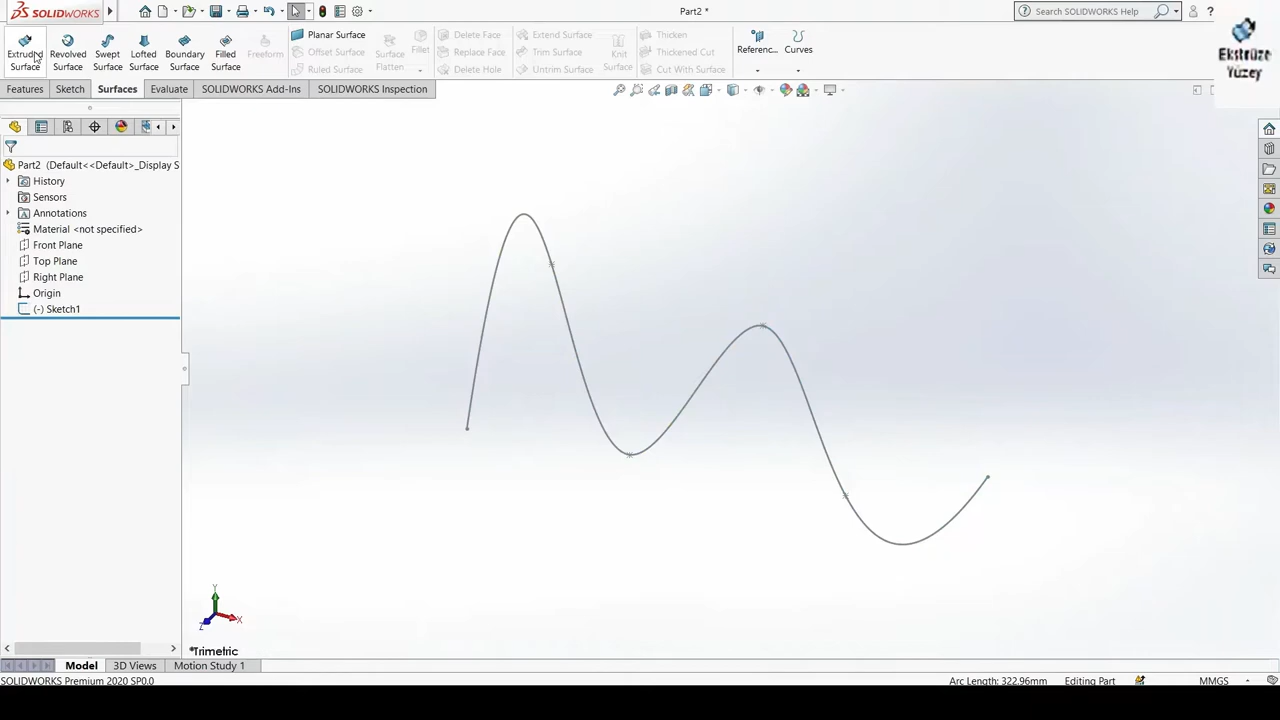 SOLIDWORKS
Part2 *
Search SOLIDWORKS Help
?
Extruded Surface
Revolved Surface
Swept Surface
Lofted Surface
Boundary Surface
Filled Surface
Freeform
Planar Surface
Offset Surface
Ruled Surface
Surface Flatten
Fillet
Delete Face
Replace Face
Delete Hole
Extend Surface
Trim Surface
Untrim Surface
Knit Surface
Thicken
Thickened Cut
Cut With Surface
Referenc...
Curves
Ekstrüze
Yüzey
Features
Sketch
Surfaces
Evaluate
SOLIDWORKS Add-Ins
SOLIDWORKS Inspection
Part2 (Default<<Default>_Display S
History
Sensors
Annotations
Material <not specified>
Front Plane
Top Plane
Right Plane
Origin
(-) Sketch1
Y
X
Z
*Trimetric
Model
3D Views
Motion Study 1
SOLIDWORKS Premium 2020 SP0.0
Arc Length: 322.96mm
Editing Part
MMGS